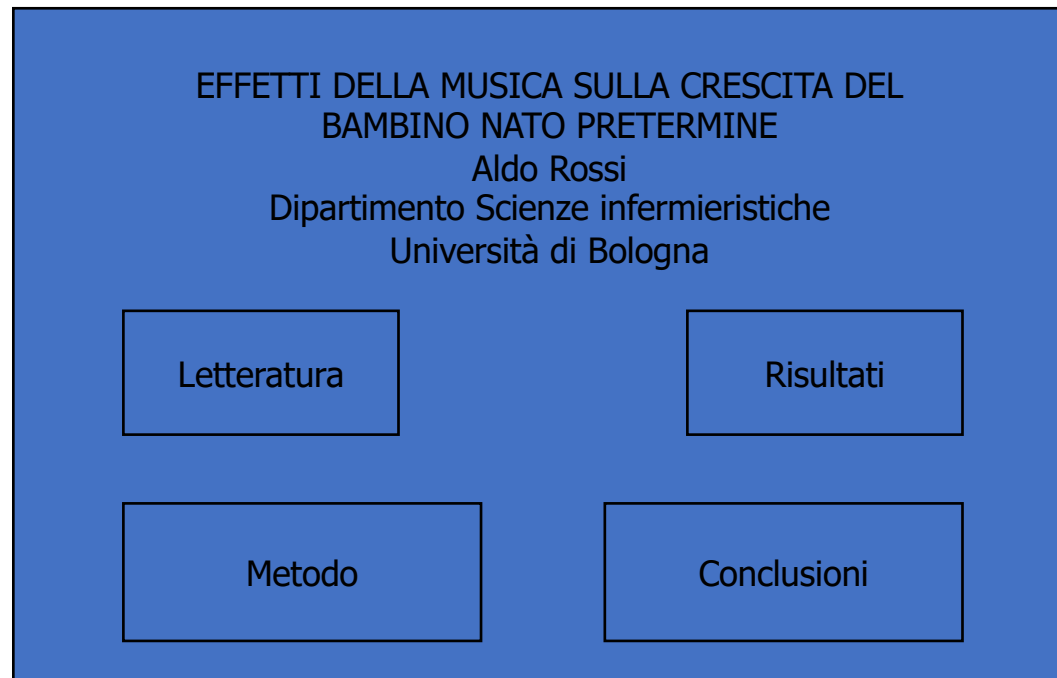 EFFETTI DELLA MUSICA SULLA CRESCITA DEL
BAMBINO NATO PRETERMINE
Aldo Rossi
Dipartimento Scienze infermieristiche
Università di Bologna
Letteratura
Risultati
Metodo
Conclusioni